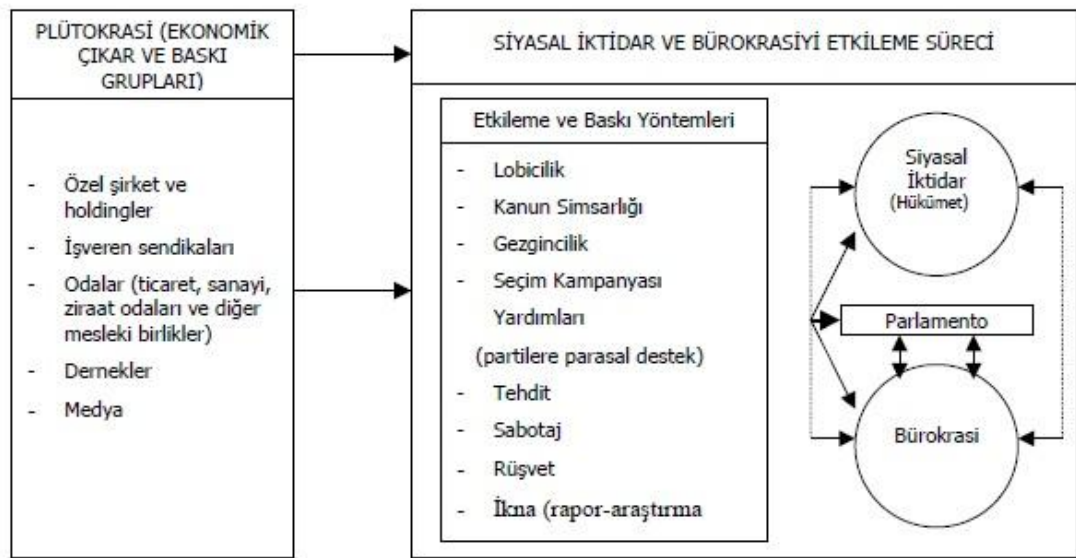 PLÜTOKRASİ (EKONOMİK
ÇIKAR VE BASKI
GRUPLARI)
- Özel şirket ve
holdingler
- İşveren sendikaları
- Odalar (ticaret, sanayi,
ziraat odaları ve diğer
mesleki birlikler)
- Dernekler
- Medya
SİYASAL İKTİDAR VE BÜROKRASİYİ ETKİLEME SÜRECİ
Etkileme ve Baskı Yöntemleri
- Lobicilik
- Kanun Simsarlığı
- Gezgincilik
- Seçim Kampanyası
Yardımları
(partilere parasal destek)
- Tehdit
- Sabotaj
- Rüşvet
- İkna (rapor-araştırma
Siyasal
İktidar
(Hükümet)
Parlamento
Bürokrasi